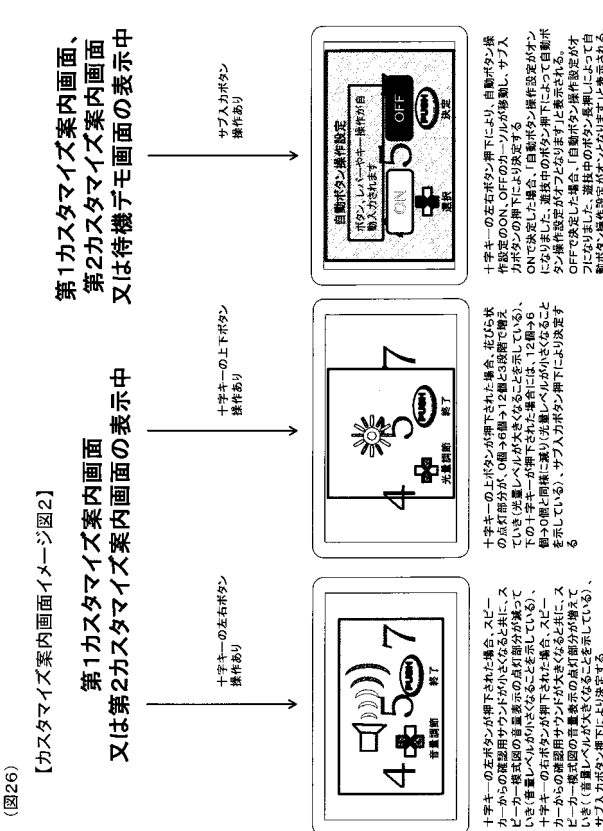 (図26)
【カスタマイズ案内画面イメージ図2】
第1カスタマイズ案内画面
又は第2カスタマイズ案内画面の表示中
十字キーの左右ボタン
操作あり
4 5 7
音量調節
PUSH
終了
十字キーの左ボタンが押下された場合、スピー
カーからの確認用サウンドが小さくなると共に、ス
ピーカー模式図の音量表示の点灯部分が減って
いき(音量レベルが小さくなることを示している)、
十字キーの右ボタンが押下された場合、スピー
カーからの確認用サウンドが大きくなると共に、ス
ピーカー模式図の音量表示の点灯部分が増えて
いき((音量レベルが大きくなることを示している)、
サブ入力ボタン押下により決定する
十字キーの上下ボタン
操作あり
4 5 7
光量調節
PUSH
終了
十字キーの上ボタンが押下された場合、花びら状
の点灯部分が、0個→6個→12個と3段階で増え
ていき(光量レベルが大きくなることを示している)、
下の十字キーが押下された場合には、12個→6
個→0個と同様に減り(光量レベルが小さくなること
を示している)、サブ入力ボタン押下により決定す
る
第1カスタマイズ案内画面、
第2カスタマイズ案内画面
又は待機デモ画面の表示中
サブ入力ボタン
操作あり
自動ボタン操作設定
ボタン、レバーやキー操作が自
動入力されます
ON 5 OFF
選択
PUSH
決定
十字キーの左右ボタン押下により、自動ボタン操
作設定のON、OFFのカーソルが移動し、サブ入
力ボタンの押下により決定する
ONで決定した場合、「自動ボタン操作設定がオン
になりました、遊技中のボタン押下によって自動ボ
タン操作設定がオフとなります」と表示される。
OFFで決定した場合、「自動ボタン操作設定がオ
フになりました、遊技中のボタン長押しによって自
動ボタン操作設定がオンとなります」と表示される